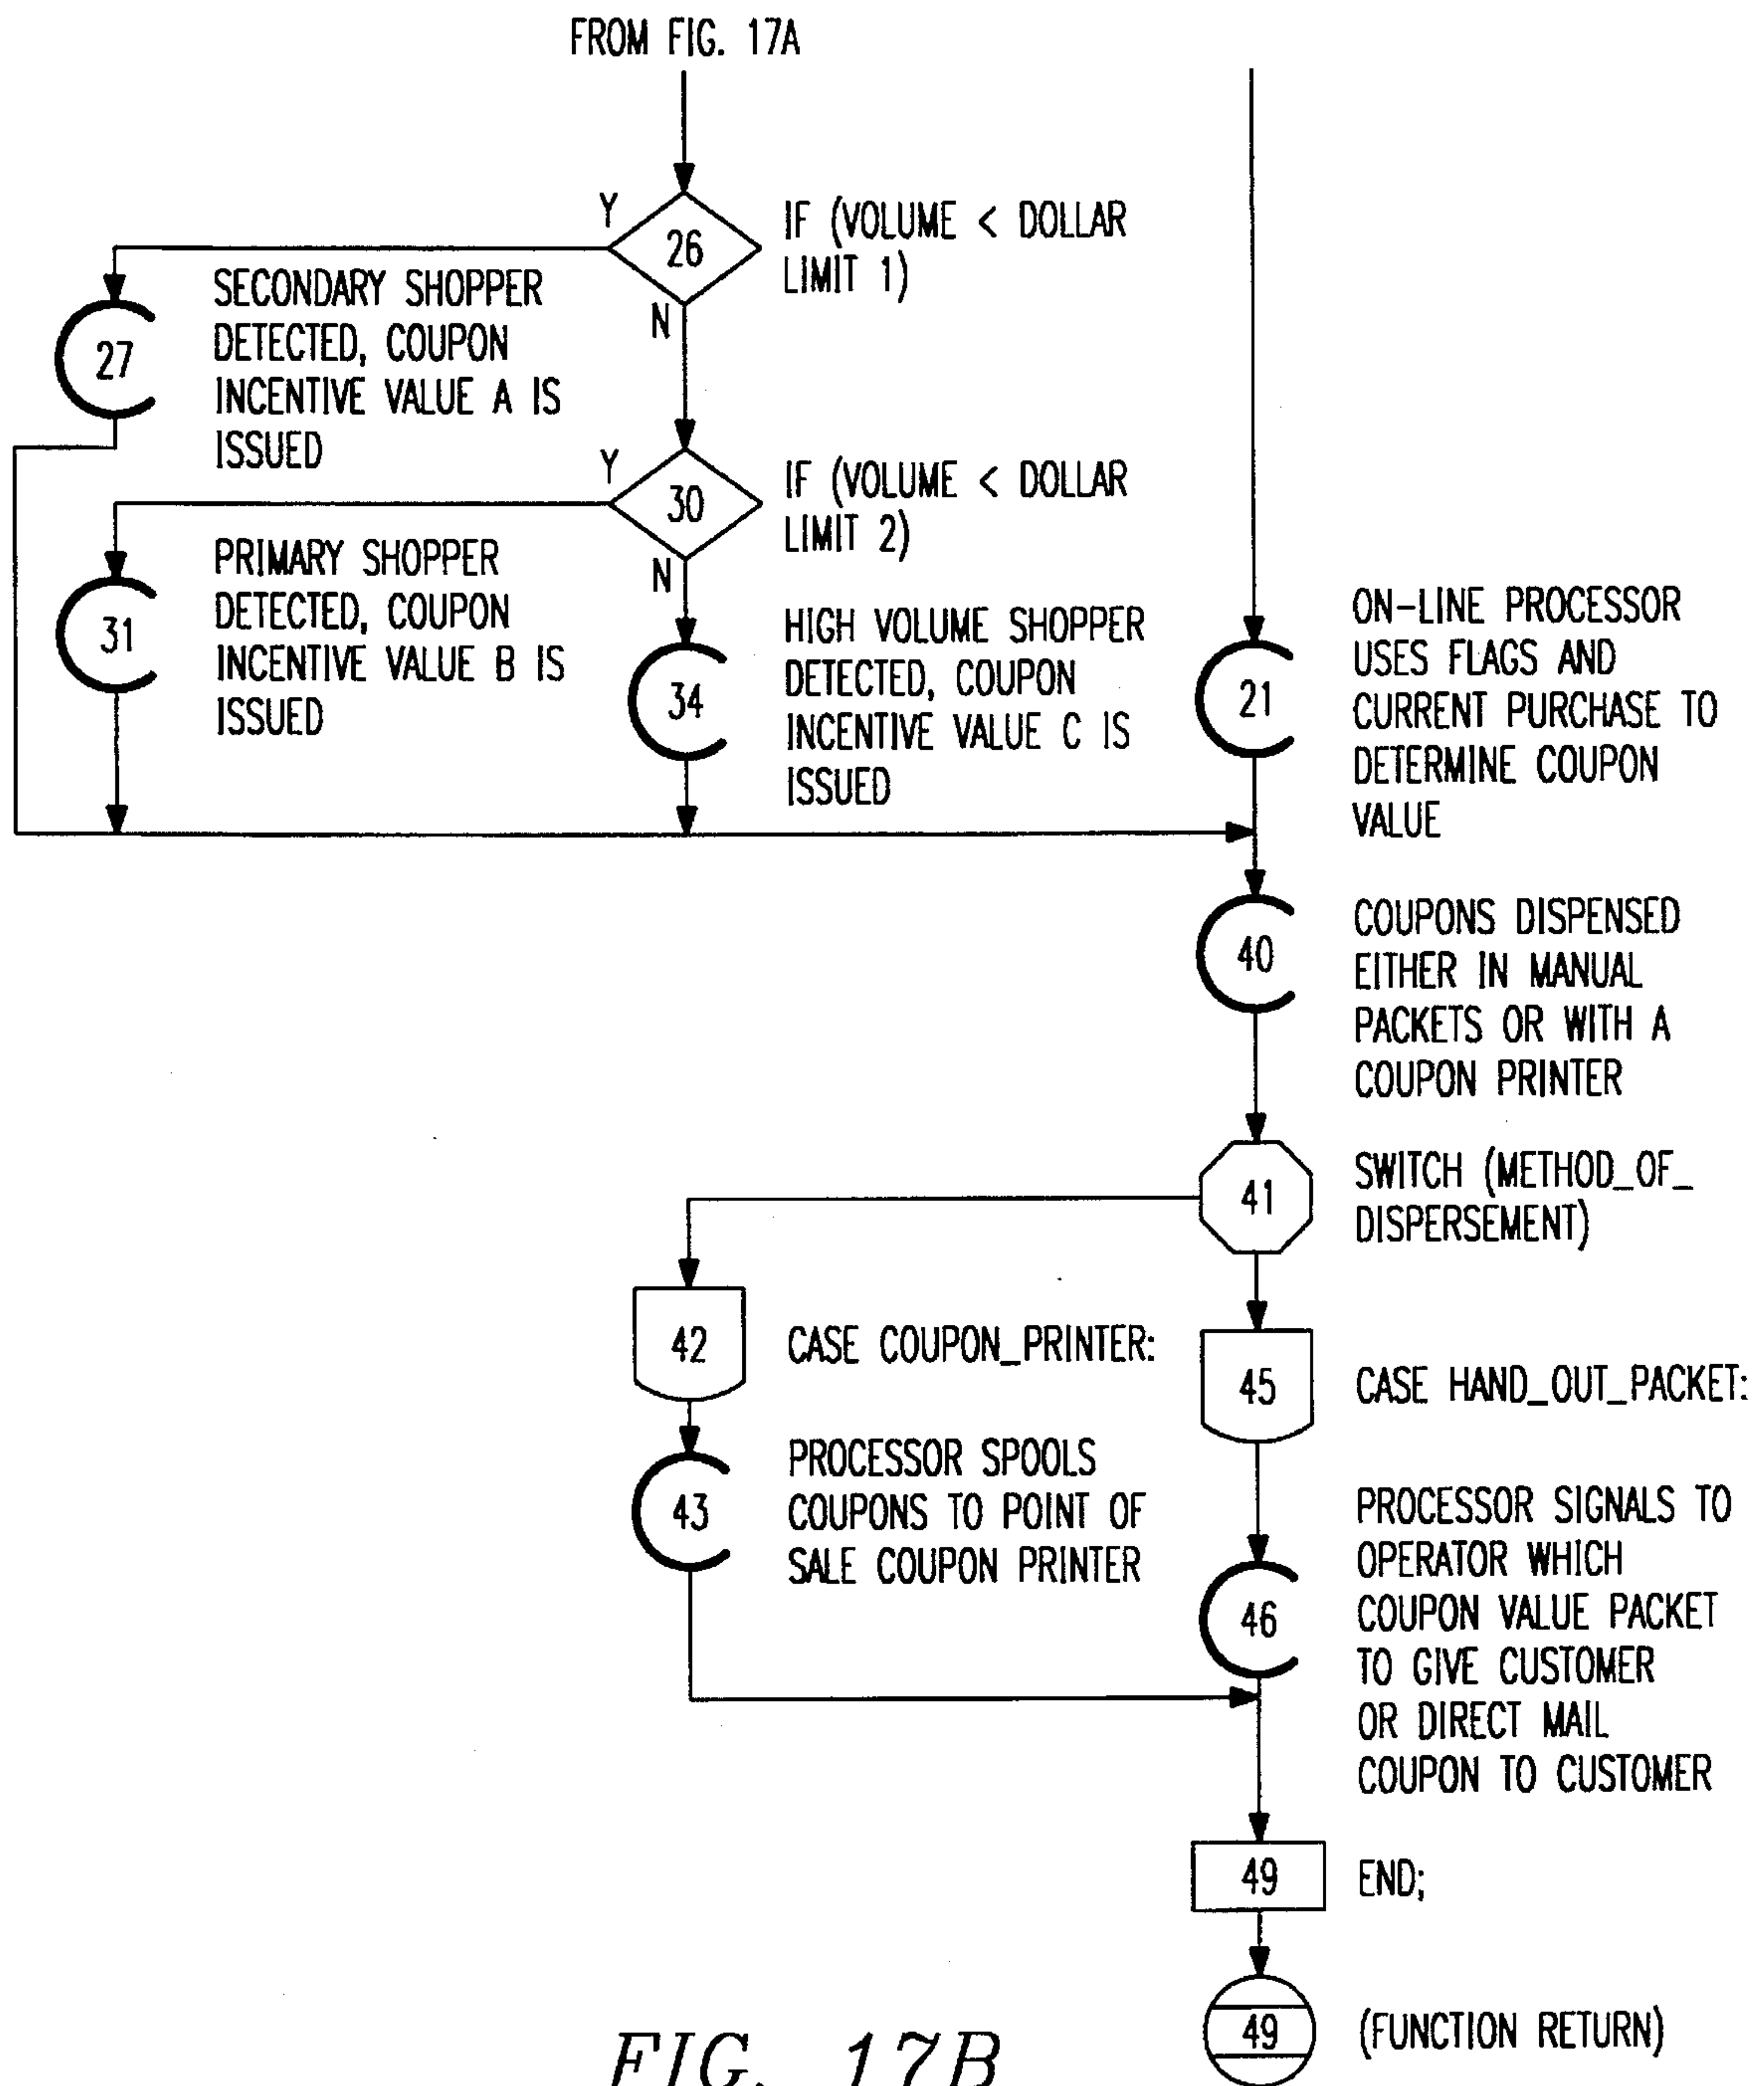 FROM FIG. 17A
Y
26
IF (VOLUME < DOLLAR
LIMIT 1)
N
27
SECONDARY SHOPPER
DETECTED, COUPON
INCENTIVE VALUE A IS
ISSUED
Y
30
IF (VOLUME < DOLLAR
LIMIT 2)
N
31
PRIMARY SHOPPER
DETECTED, COUPON
INCENTIVE VALUE B IS
ISSUED
34
HIGH VOLUME SHOPPER
DETECTED, COUPON
INCENTIVE VALUE C IS
ISSUED
21
ON-LINE PROCESSOR
USES FLAGS AND
CURRENT PURCHASE TO
DETERMINE COUPON
VALUE
40
COUPONS DISPENSED
EITHER IN MANUAL
PACKETS OR WITH A
COUPON PRINTER
41
SWITCH (METHOD_OF_
DISPERSEMENT)
42
CASE COUPON_PRINTER:
45
CASE HAND_OUT_PACKET:
43
PROCESSOR SPOOLS
COUPONS TO POINT OF
SALE COUPON PRINTER
46
PROCESSOR SIGNALS TO
OPERATOR WHICH
COUPON VALUE PACKET
TO GIVE CUSTOMER
OR DIRECT MAIL
COUPON TO CUSTOMER
49
END;
49
(FUNCTION RETURN)
FIG. 17B